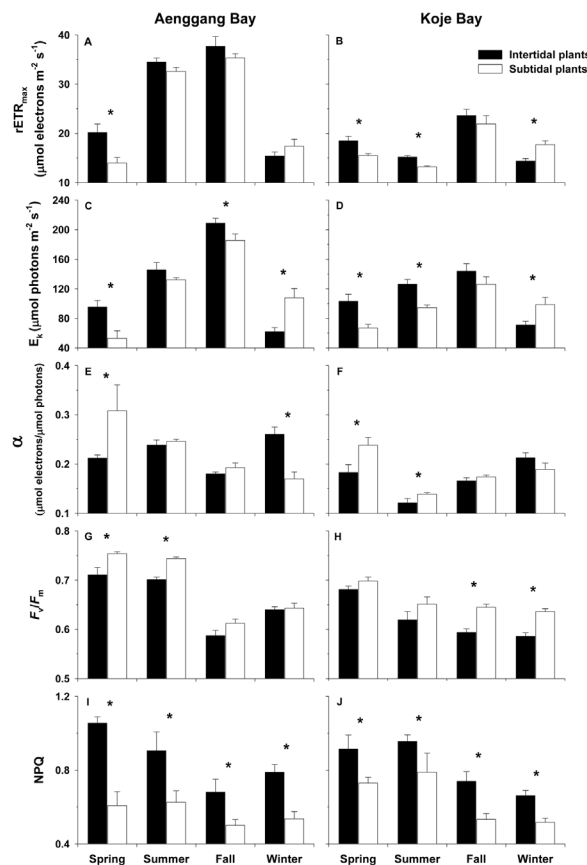 Aenggang Bay Koje Bay
rETRmax
(μmol electrons m-2 s-1)
40
30
20
10
A
*
B
Intertidal plants
Subtidal plants
* * *
Ek (μmol photons m-2 s-1)
240
200
160
120
80
40
C
* * *
D
* * *
α
(μmol electrons/μmol photons)
0.4
0.3
0.2
0.1
E
* *
F
* *
Fv/Fm
0.8
0.7
0.6
0.5
G
* *
H
* *
NPQ
1.2
0.8
0.4
I
* * * *
J
* * * *
Spring Summer Fall Winter Spring Summer Fall Winter